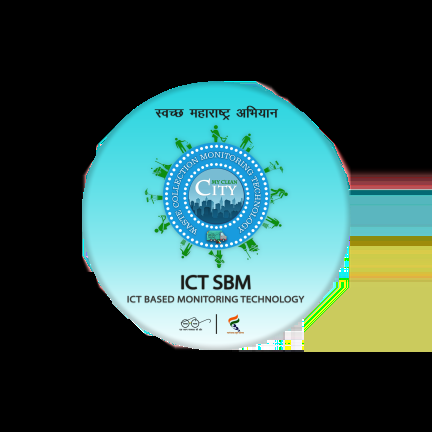 स्वच्छ महाराष्ट्र अभियान
WASTE COLLECTION MONITORING TECHNOLOGY
MY CLEAN
CITY
ICT SBM
ICT BASED MONITORING TECHNOLOGY